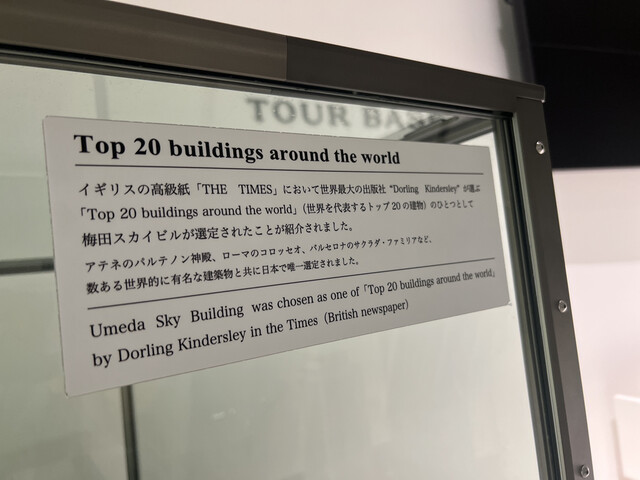 TOUR BAS
Top 20 buildings around the world
イギリスの高級紙「THE TIMES」において世界最大の出版社 “Dorling Kindersley” が選ぶ
「Top 20 buildings around the world」(世界を代表するトップ 20 の建物) のひとつとして
梅田スカイビルが選定されたことが紹介されました。
アテネのパルテノン神殿、ローマのコロッセオ、バルセロナのサクラダ・ファミリアなど、
数ある世界的に有名な建築物と共に日本で唯一選定されました。
Umeda Sky Building was chosen as one of「Top 20 buildings around the world」
by Dorling Kindersley in the Times (British newspaper)